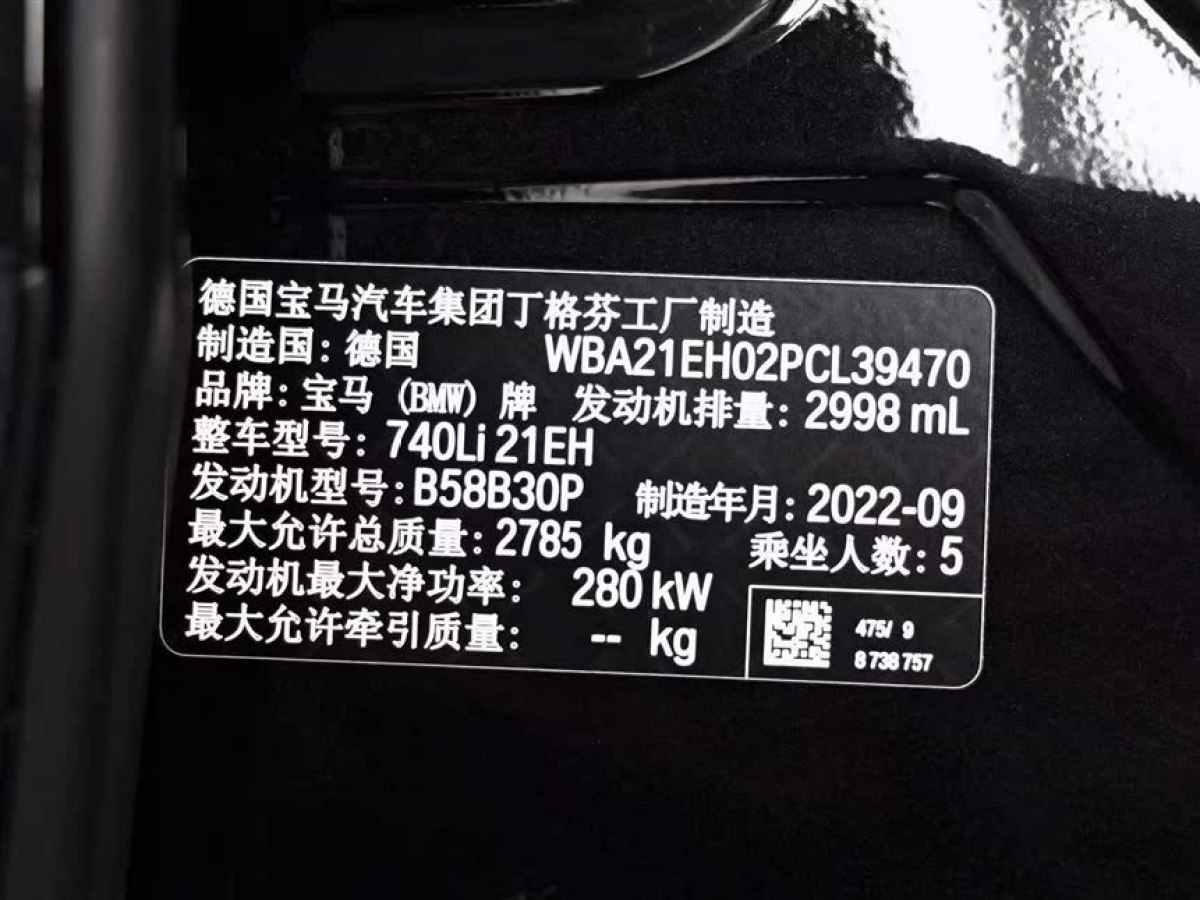 德国宝马汽车集团丁格芬工厂制造
制造国：德国 WBA21EH02PCL39470
品牌：宝马（BMW）牌 发动机排量：2998 mL
整车型号：740Li 21EH
发动机型号：B58B30P 制造年月：2022-09
最大允许总质量：2785 kg 乘坐人数：5
发动机最大净功率： 280 kW
最大允许牵引质量： -- kg
475/ 9
8 738 757